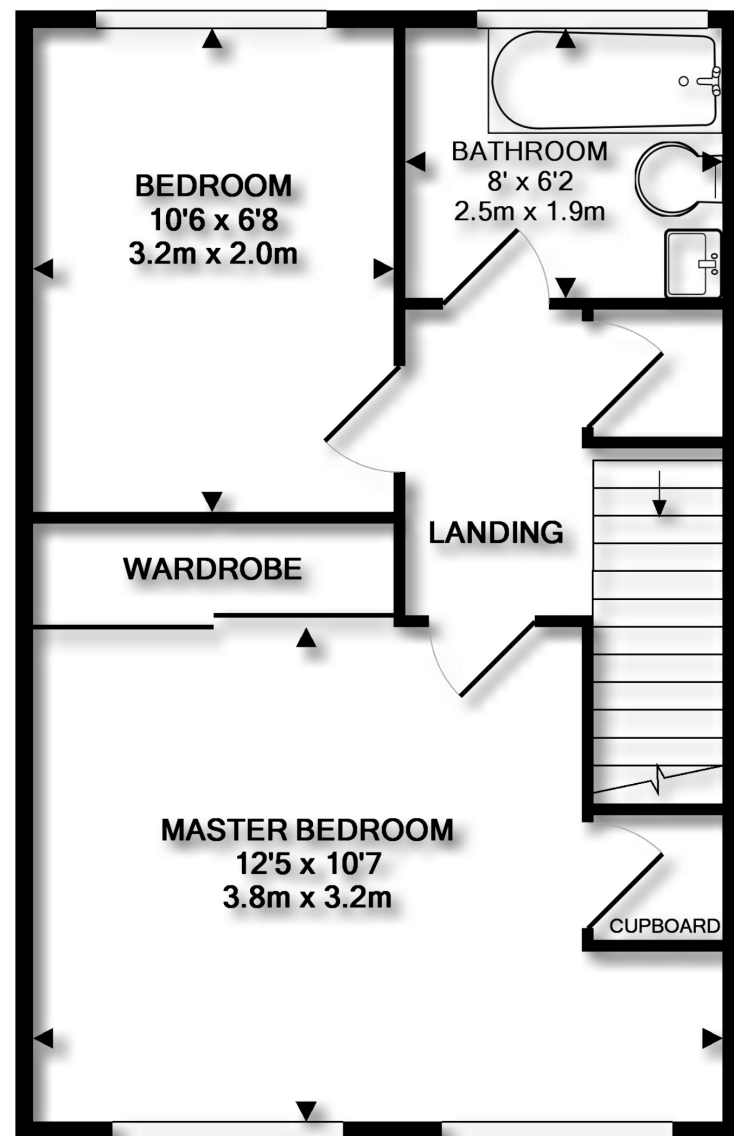 BATHROOM
8' x 6'2
2.5m x 1.9m
BEDROOM
10'6 x 6'8
3.2m x 2.0m
LANDING
WARDROBE
MASTER BEDROOM
12'5 x 10'7
3.8m x 3.2m
CUPBOARD